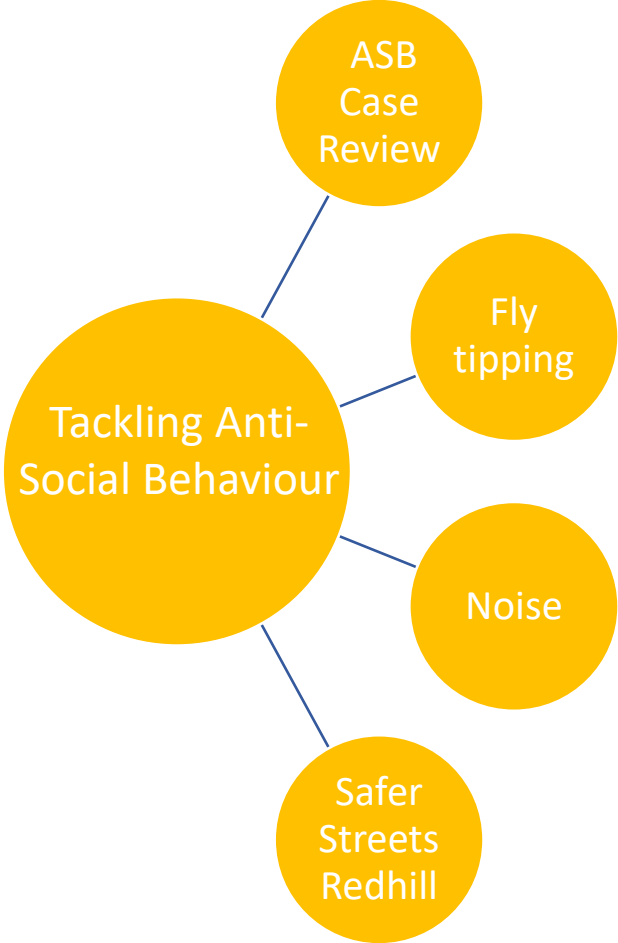 ASB
Case
Review
Fly
tipping
Tackling Anti-
Social Behaviour
Noise
Safer
Streets
Redhill